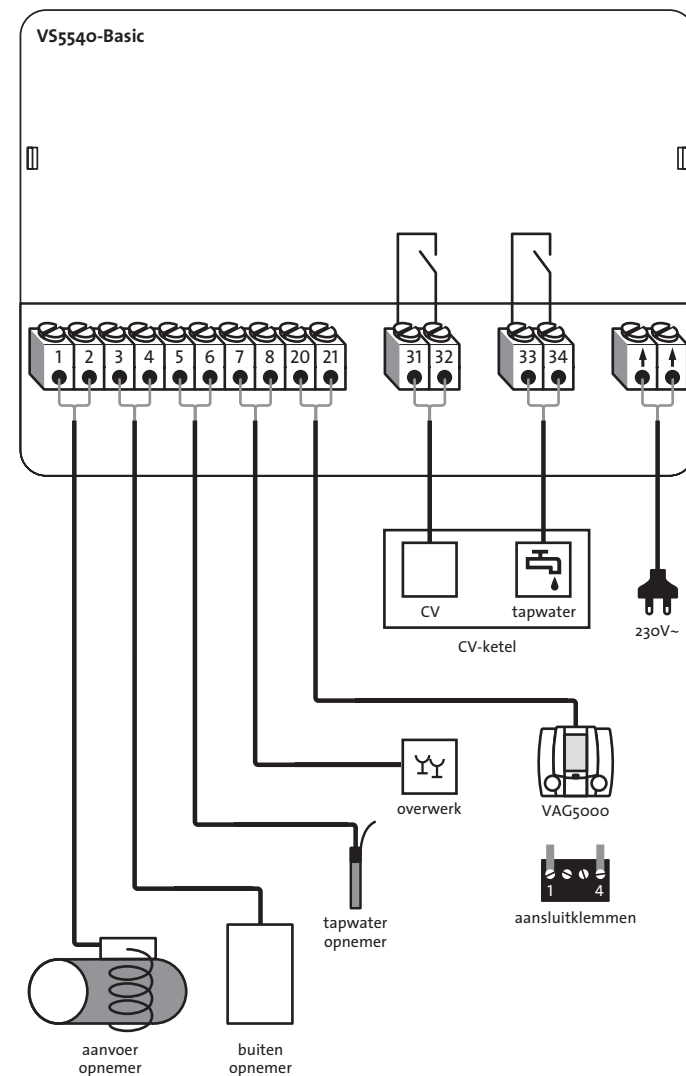 VS5540-Basic
1 2 3 4 5 6 7 8 20 21 31 32 33 34
CV tapwater
CV-ketel
230V~
overwerk
VAG5000
1 4
aansluitklemmen
tapwater
opnemer
aanvoer
opnemer
buiten
opnemer